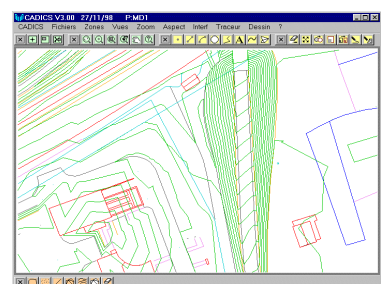 CADICS V3.00 27/11/98 P:MD1
CADICS Fichiers Zones Vues Zoom Aspect Interf Traceur Dessin ?